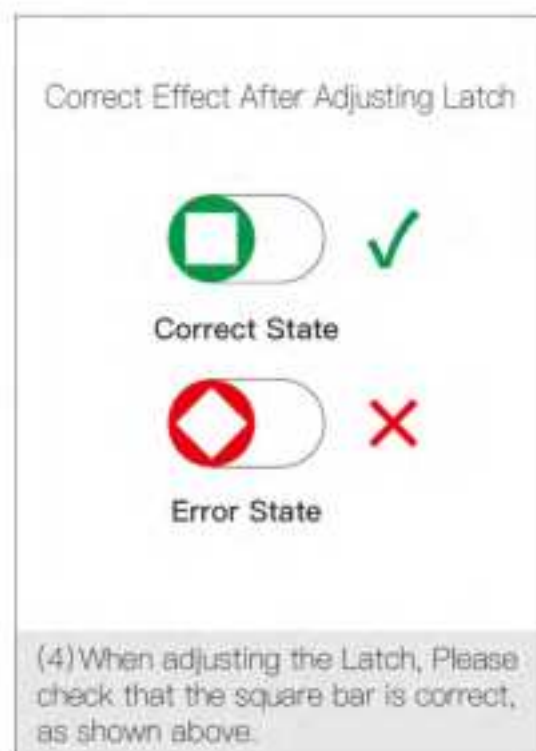 Correct Effect After Adjusting Latch
Correct State
Error State
(4)When adjusting the Latch, Please
check that the square bar is correct,
as shown above.